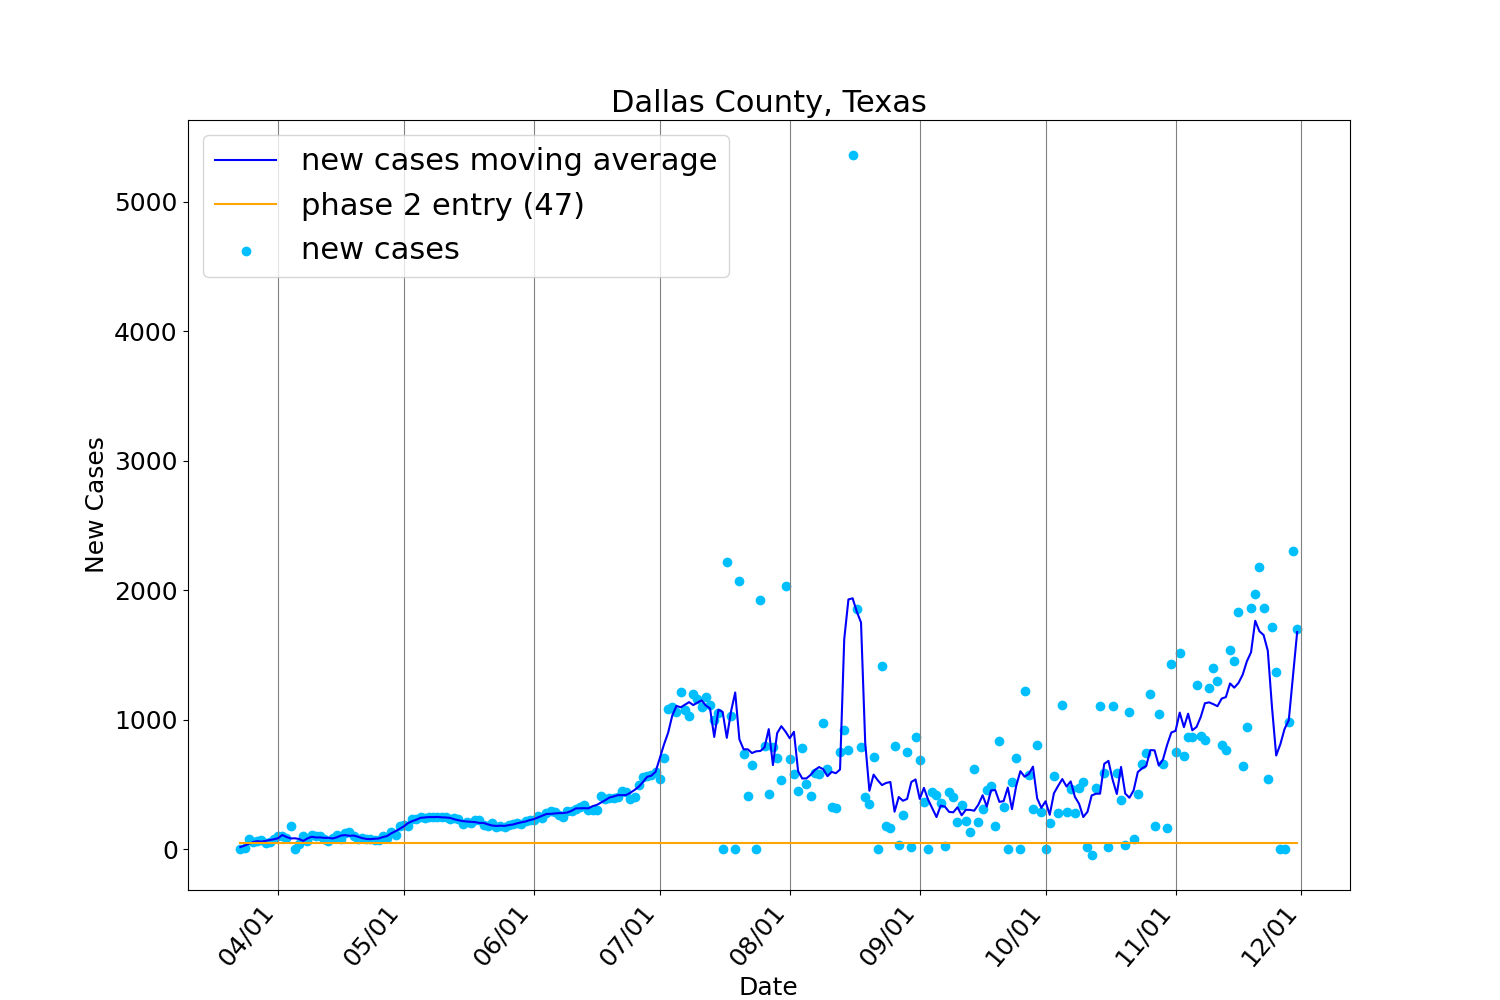 Dallas County, Texas
new cases moving average
phase 2 entry (47)
new cases
5000
4000
3000
2000
1000
0
New Cases
04/01
05/01
06/01
07/01
08/01
09/01
10/01
11/01
12/01
Date